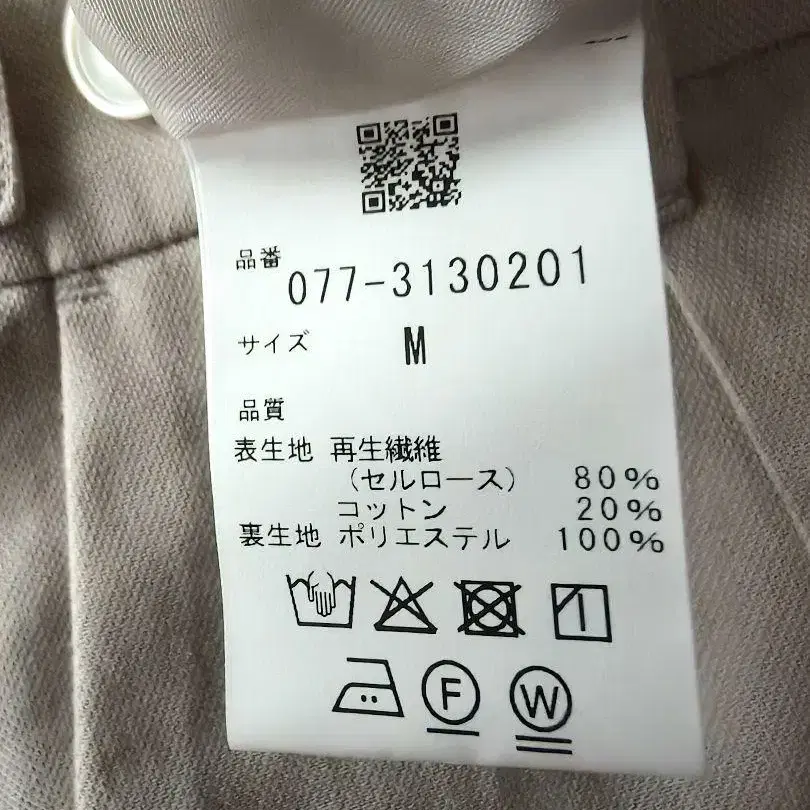 品番
077-3130201
サイズ M
品質
表生地 再生繊維
（セルロース） 80%
コットン 20%
裏生地 ポリエステル 100%
F W